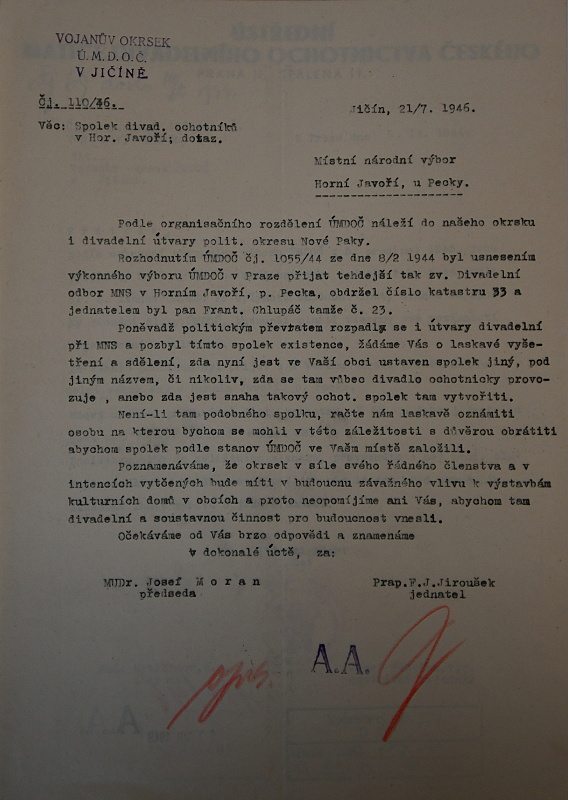 VOJANŮV OKRSEK
Ú.M.D.O.Č.
V JIČÍNĚ
Čj. 110/46.
Jičín, 21/7. 1946.
Věc: Spolek divad. ochotníků
v Hor. Javoří; dotaz.
Místní národní výbor
Horní Javoří, u Pecky.
Podle organisačního rozdělení ÚMDOČ náleží do našeho okrsku
i divadelní útvary polit. okresu Nové Paky.
Rozhodnutím ÚMDOČ čj. 1055/44 ze dne 8/2 1944 byl usnesením
výkonného výboru ÚMDOČ v Praze přijat tehdejší tak zv. Divadelní
odbor MNS v Horním Javoří, p. Pecka, obdržel číslo katastru 33 a
jednatelem byl pan Frant. Chlupáč tamže č. 23.
Poněvadž politickým převratem rozpadly se i útvary divadelní
při MNS a pozbyl tímto spolek existence, žádáme Vás o laskavé vyše-
tření a sdělení, zda nyní jest ve Vaší obci ustaven spolek jiný, pod
jiným názvem, či nikoliv, zda se tam vůbec divadlo ochotnicky provo-
zuje , anebo zda jest snaha takový ochot. spolek tam vytvořiti.
Není-li tam podobného spolku, račte nám laskavě oznámiti
osobu na kterou bychom se mohli v této záležitosti s důvěrou obrátiti
abychom spolek podle stanov ÚMDOČ ve Vašm místě založili.
Poznamenáváme, že okrsek v síle svého řádného členstva a v
intencích vytčených bude míti v budoucnu závažného vlivu k výstavbám
kulturních domů v obcích a proto neopomíjíme ani Vás, abychom tam
divadelní a soustavnou činnost pro budoucnost vnesli.
Očekáváme od Vás brzo odpovědi a znamenáme
v dokonalé úctě, za:
MUDr. Josef M o r a n
předseda
Prap.F.J.Jiroušek
jednatel
A.A.
opis.